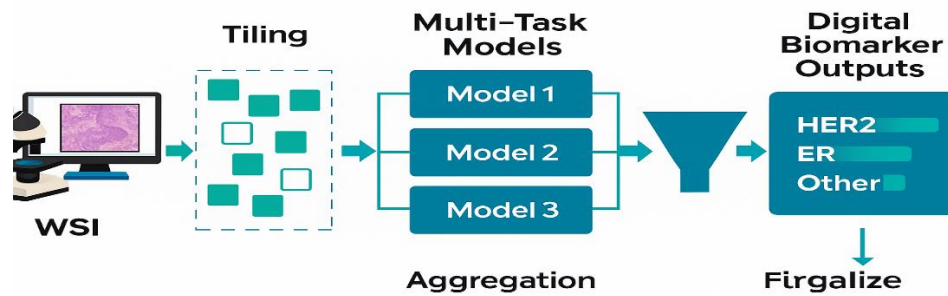 WSI
Tiling
Multi-Task
Models
Model 1
Model 2
Model 3
Aggregation
Digital
Biomarker
Outputs
HER2
ER
Other
Firgalize